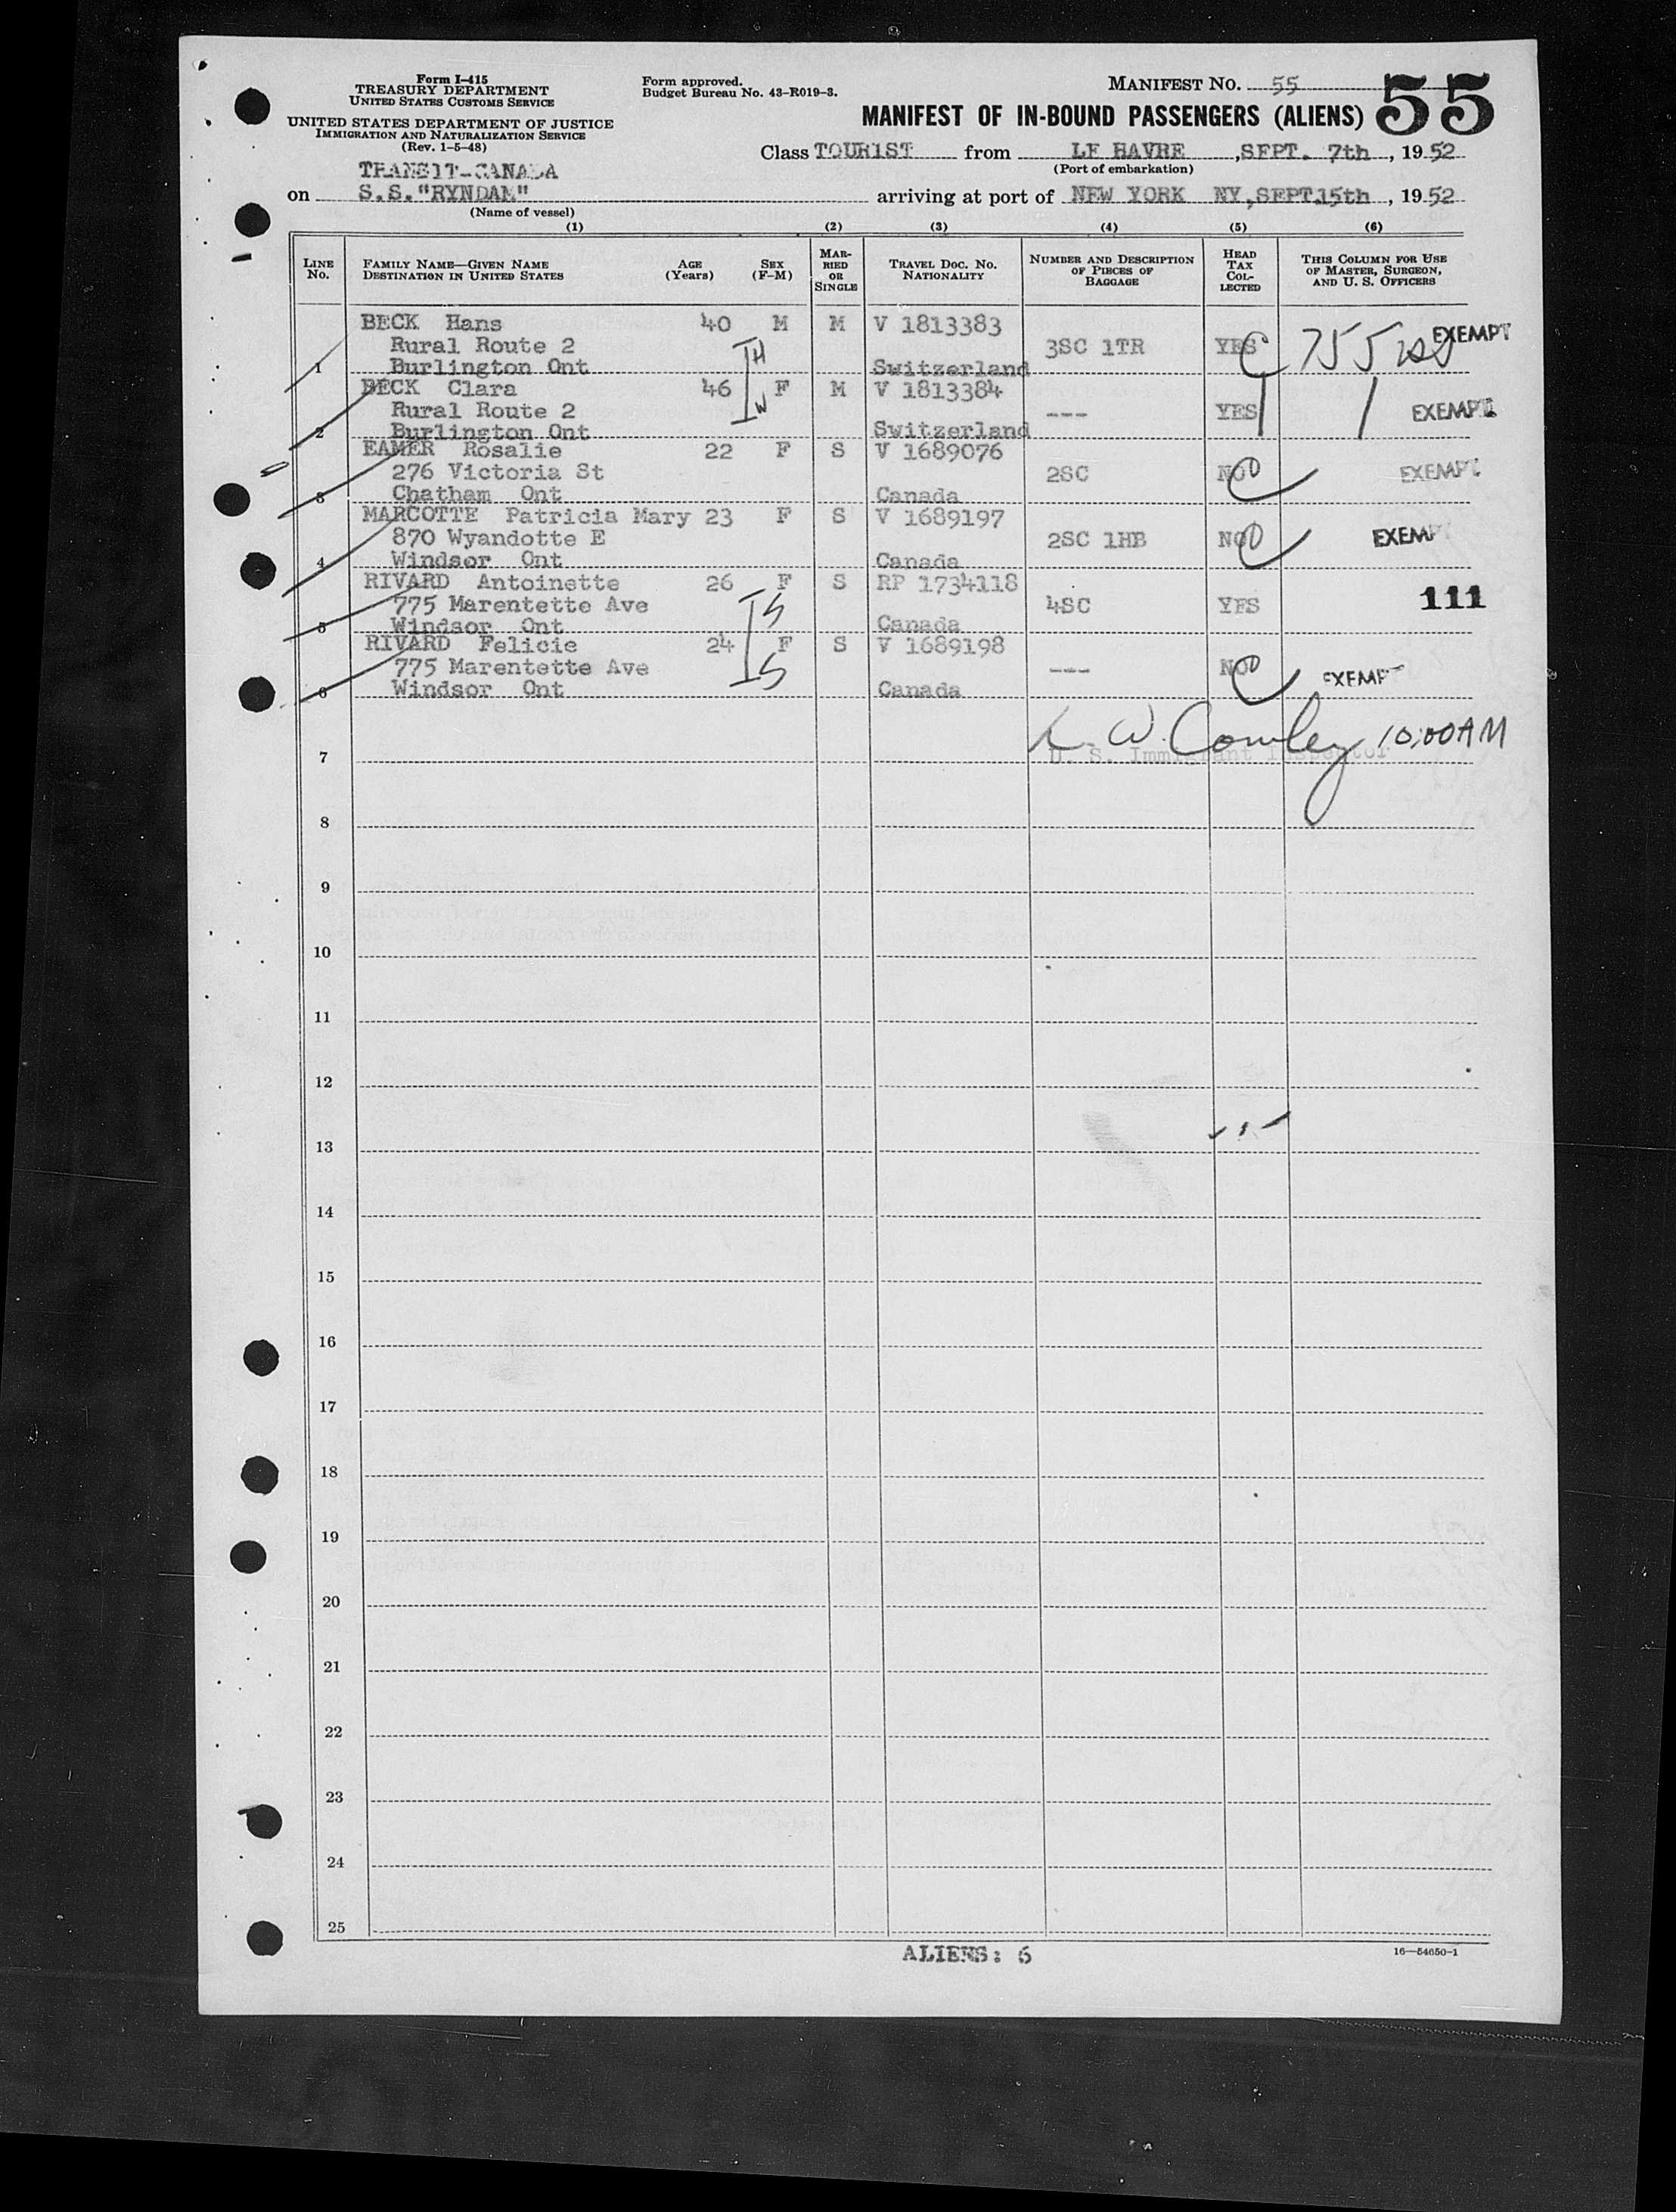 Form I-415
TREASURY DEPARTMENT
UNITED STATES CUSTOMS SERVICE
UNITED STATES DEPARTMENT OF JUSTICE
IMMIGRATION AND NATURALIZATION SERVICE
(Rev. 1-5-48)
Form approved.
Budget Bureau No. 43-R019-3.
MANIFEST NO. 55
55
MANIFEST OF IN-BOUND PASSENGERS (ALIENS)
Class TOURIST from LE HAVRE, SEPT. 7th, 1952
(Port of embarkation)
TRANSIT-CANADA
on S.S."RYNDAM" arriving at port of NEW YORK NY, SEPT.15th, 1952
(Name of vessel)
(1) (2) (3) (4) (5) (6)
LINE No. FAMILY NAME—GIVEN NAME DESTINATION IN UNITED STATES AGE (Years) SEX (F-M) MARRIED OR SINGLE TRAVEL DOC. NO. NATIONALITY NUMBER AND DESCRIPTION OF PIECES OF BAGGAGE HEAD TAX COLLECTED THIS COLUMN FOR USE OF MASTER, SURGEON, AND U. S. OFFICERS
BECK Hans 40 M M V 1813383
Rural Route 2 H 3SC 1TR YES C 755 EXEMPT
1 Burlington Ont Switzerland
BECK Clara 46 F M V 1813384
Rural Route 2 W --- YES EXEMPT
2 Burlington Ont Switzerland
EAMER Rosalie 22 F S V 1689076
276 Victoria St 2SC NO EXEMPT
3 Chatham Ont Canada
MARCOTTE Patricia Mary 23 F S V 1689197
870 Wyandotte E 2SC 1HB NO EXEMPT
4 Windsor Ont Canada
RIVARD Antoinette 26 F S RP 1734118
775 Marentette Ave S 4SC YES 111
5 Windsor Ont Canada
RIVARD Felicie 24 F S V 1689198
775 Marentette Ave S --- NO EXEMPT
6 Windsor Ont Canada
L. W. Cowley 10:00AM
7 U. S. Immigrant Inspector
8
9
10
11
12
13
14
15
16
17
18
19
20
21
22
23
24
25
ALIENS: 6
16—54650-1